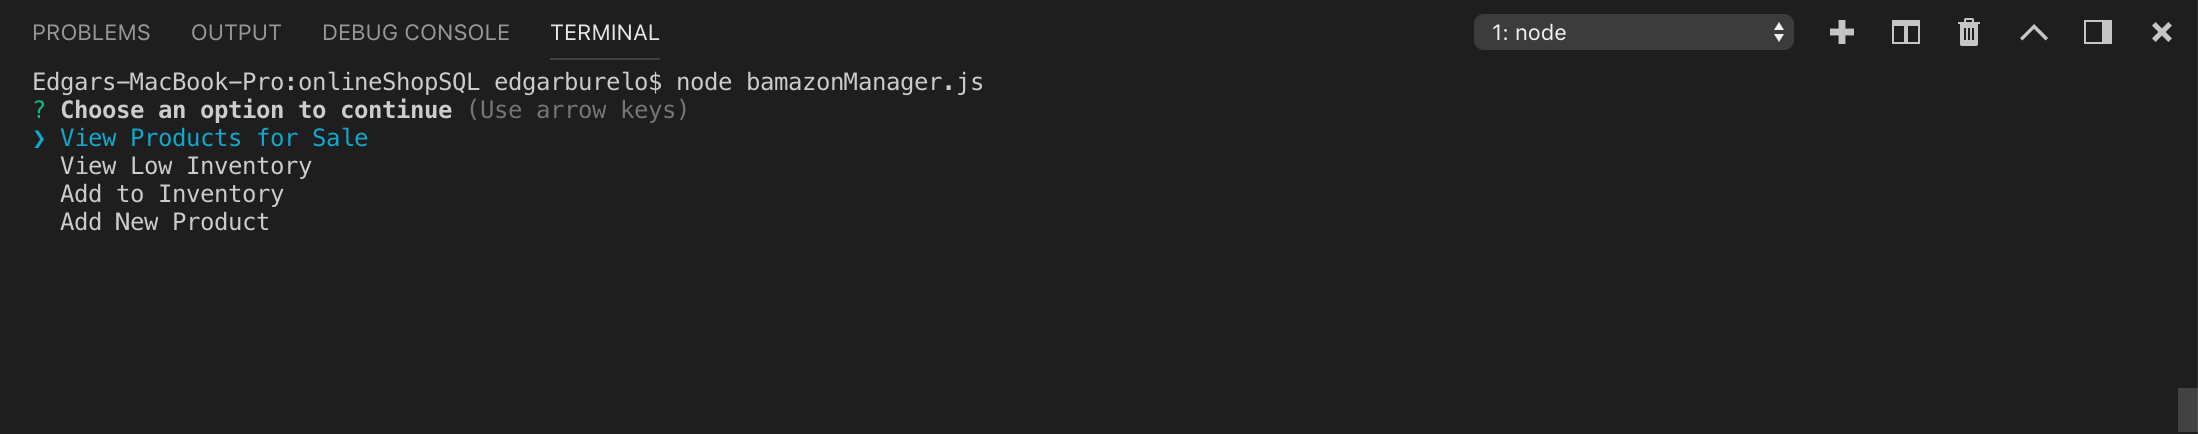 PROBLEMS OUTPUT DEBUG CONSOLE TERMINAL 1: node
Edgars-MacBook-Pro:onlineShopSQL edgarburelo$ node bamazonManager.js
? Choose an option to continue (Use arrow keys)
❯ View Products for Sale
View Low Inventory
Add to Inventory
Add New Product